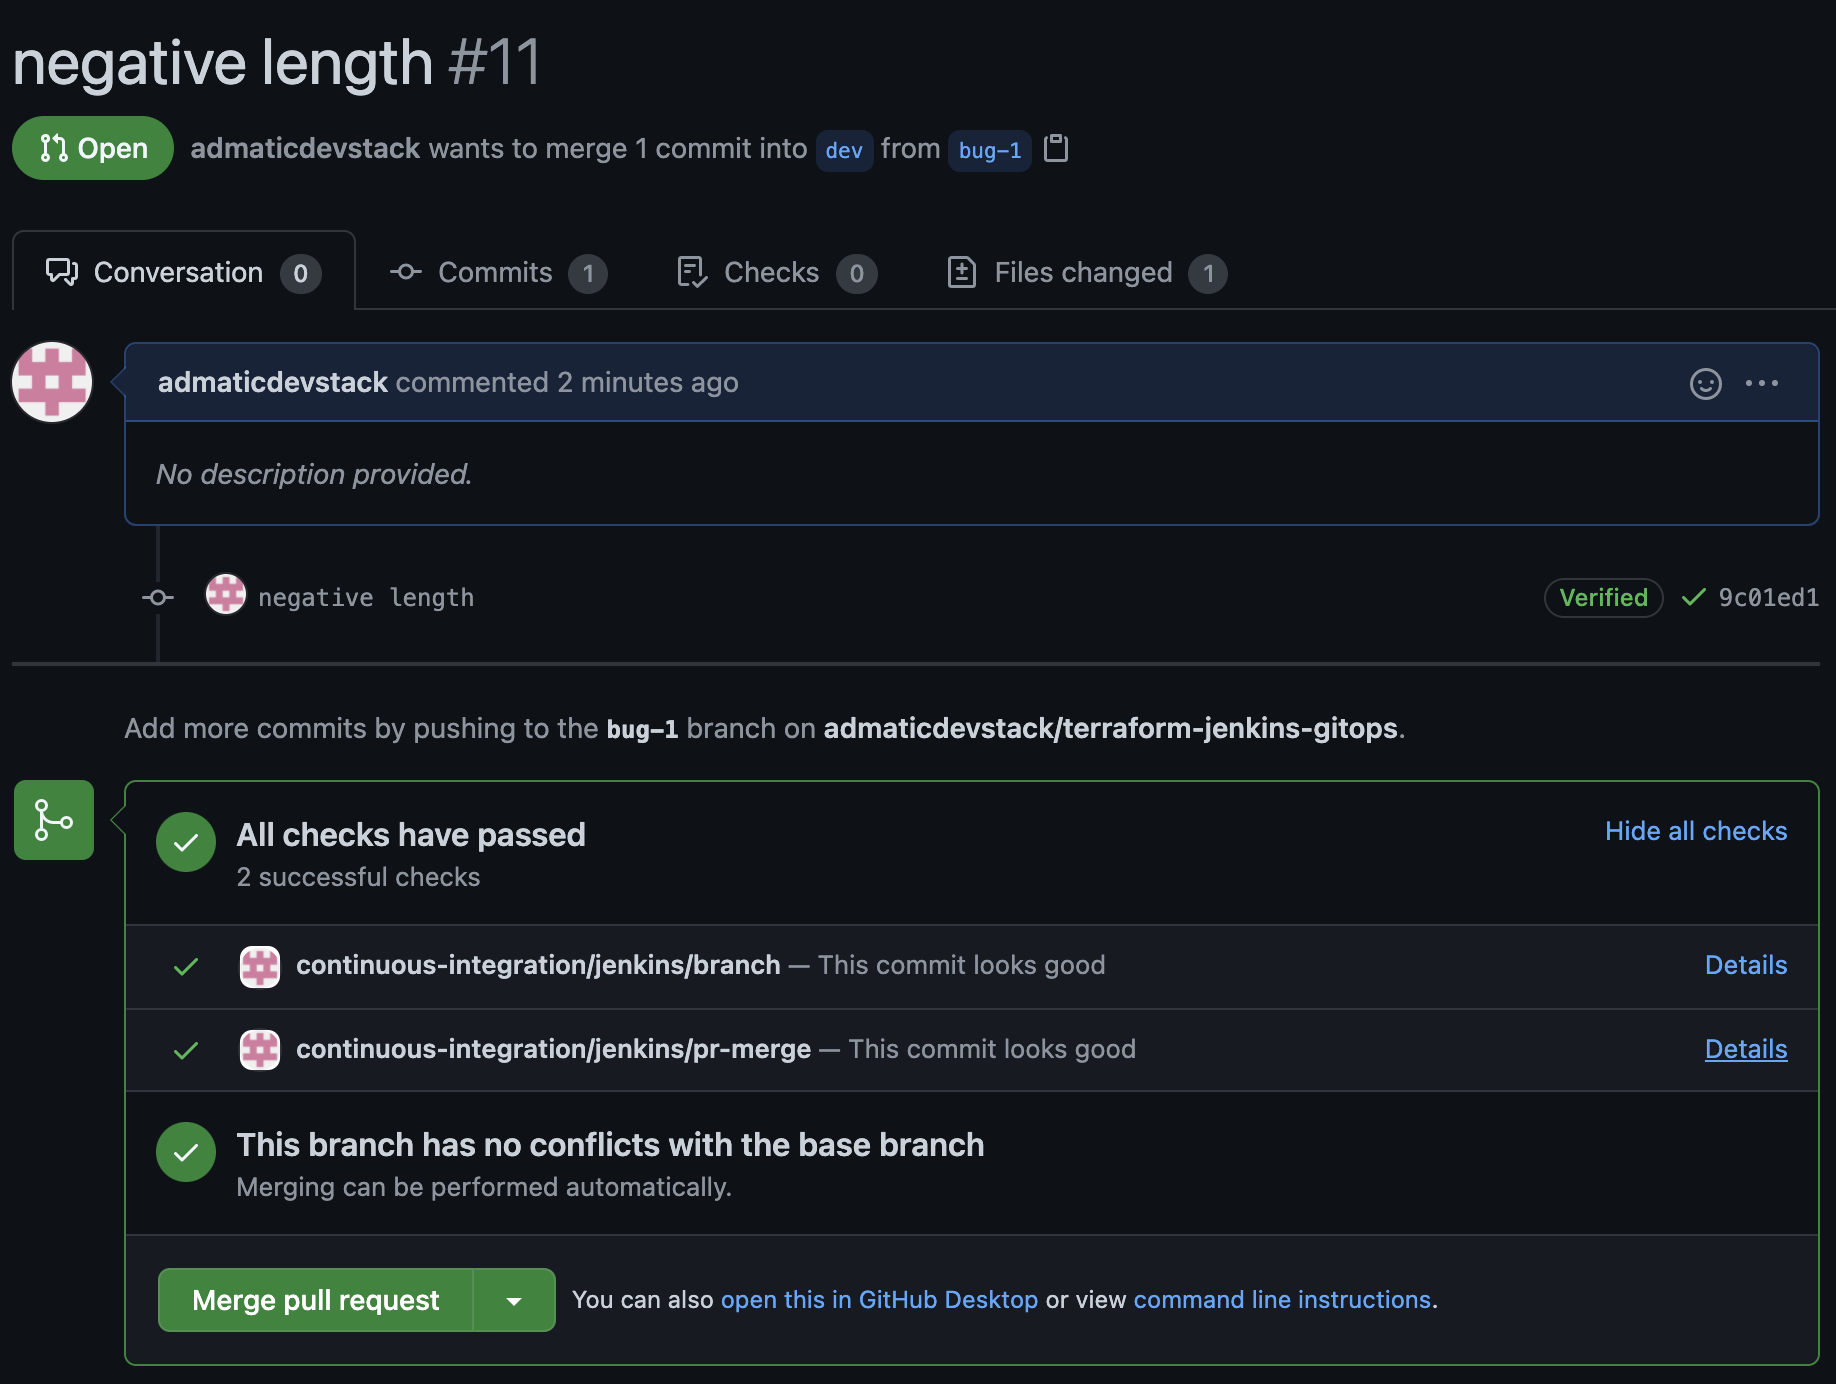 negative length #11
Open admaticdevstack wants to merge 1 commit into dev from bug-1
Conversation 0 Commits 1 Checks 0 Files changed 1
admaticdevstack commented 2 minutes ago
No description provided.
negative length Verified 9c01ed1
Add more commits by pushing to the bug-1 branch on admaticdevstack/terraform-jenkins-gitops.
All checks have passed Hide all checks
2 successful checks
continuous-integration/jenkins/branch — This commit looks good Details
continuous-integration/jenkins/pr-merge — This commit looks good Details
This branch has no conflicts with the base branch
Merging can be performed automatically.
Merge pull request You can also open this in GitHub Desktop or view command line instructions.